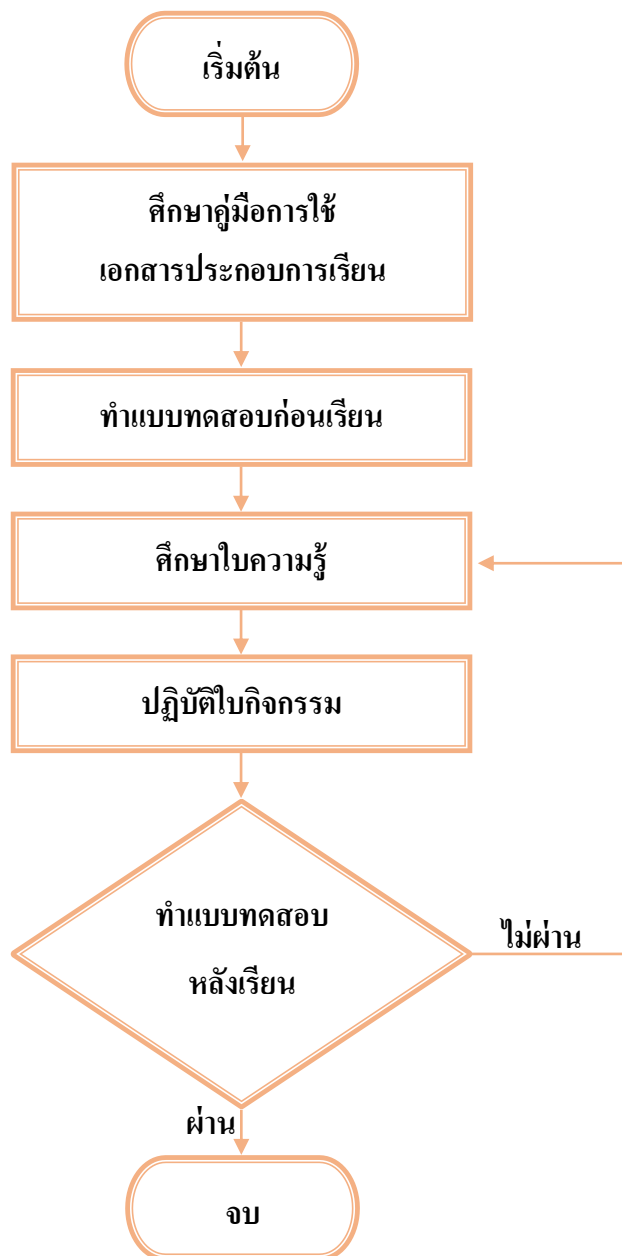 เริ่มต้น
ศึกษาคู่มือการใช้
เอกสารประกอบการเรียน
ทำแบบทดสอบก่อนเรียน
ศึกษาใบความรู้
ปฏิบัติใบกิจกรรม
ทำแบบทดสอบ
หลังเรียน
ไม่ผ่าน
ผ่าน
จบ